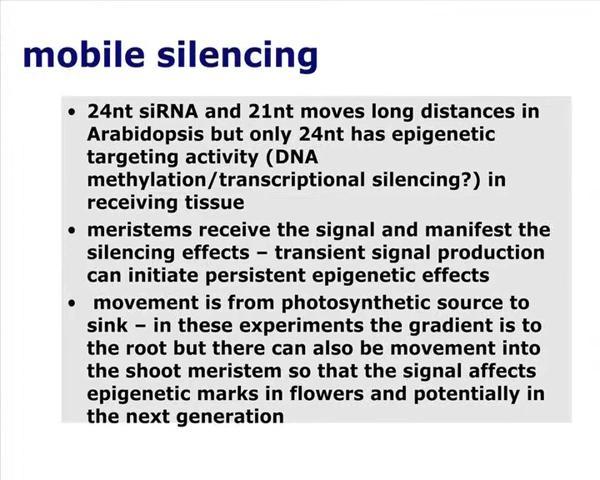 mobile silencing
• 24nt siRNA and 21nt moves long distances in
Arabidopsis but only 24nt has epigenetic
targeting activity (DNA
methylation/transcriptional silencing?) in
receiving tissue
• meristems receive the signal and manifest the
silencing effects – transient signal production
can initiate persistent epigenetic effects
• movement is from photosynthetic source to
sink – in these experiments the gradient is to
the root but there can also be movement into
the shoot meristem so that the signal affects
epigenetic marks in flowers and potentially in
the next generation